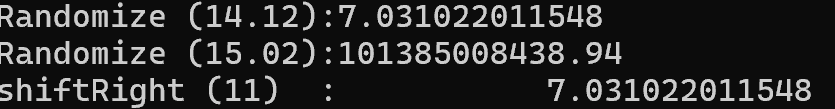 Randomize (14.12):7.031022011548
Randomize (15.02):101385008438.94
shiftRight (11)  :           7.031022011548